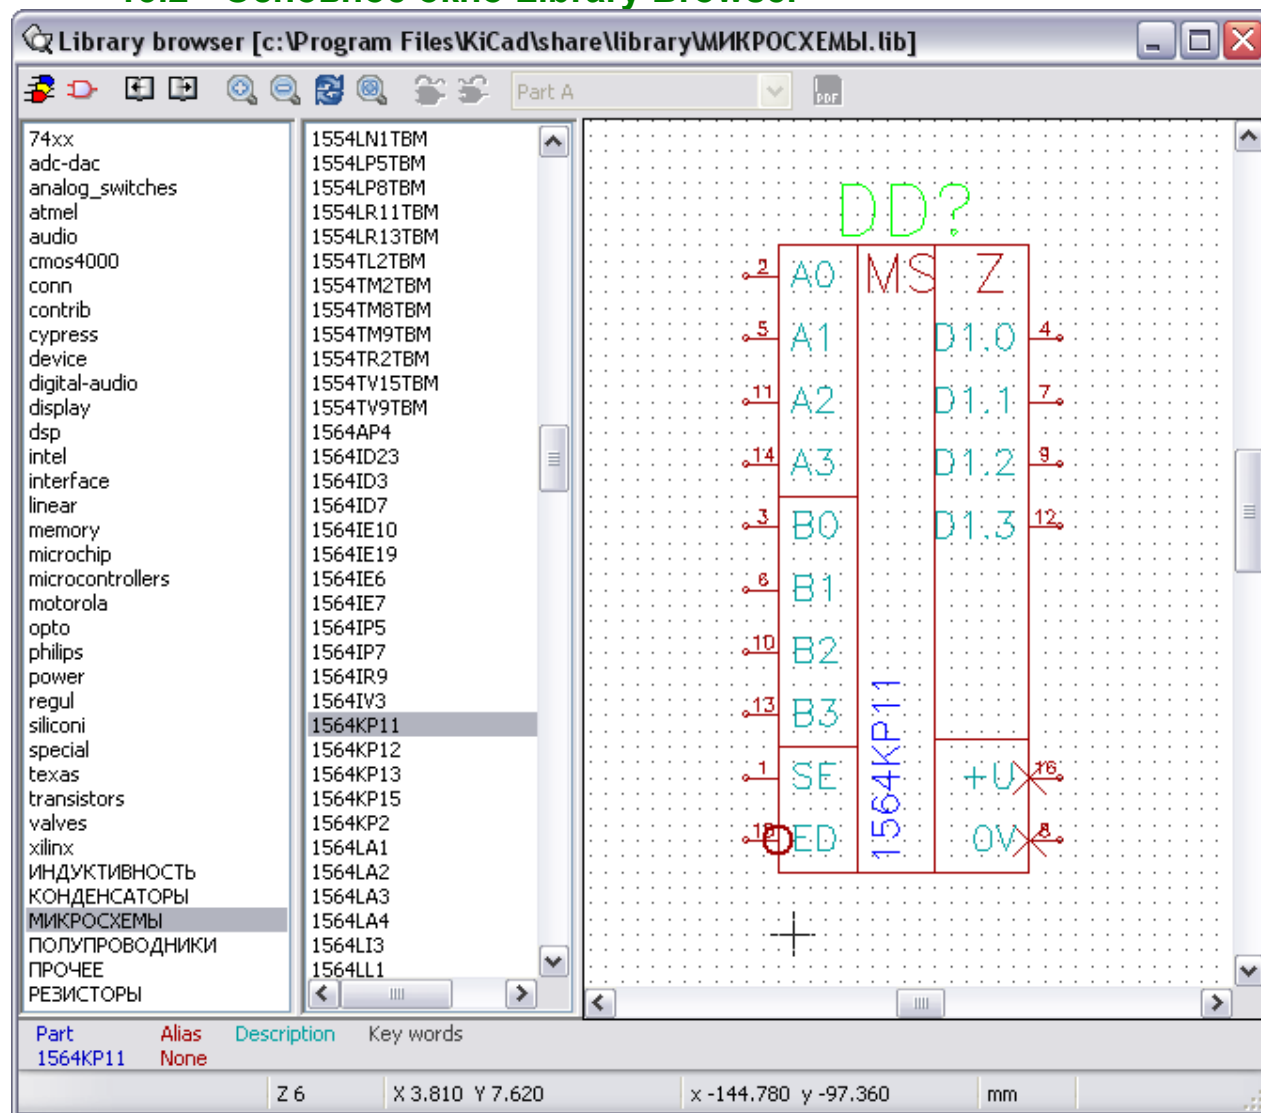 Library browser [c:\Program Files\KiCad\share\library\МИКРОСХЕМЫ.lib]
Part A
PDF
74xx
adc-dac
analog_switches
atmel
audio
cmos4000
conn
contrib
cypress
device
digital-audio
display
dsp
intel
interface
linear
memory
microchip
microcontrollers
motorola
opto
philips
power
regul
siliconi
special
texas
transistors
valves
xilinx
ИНДУКТИВНОСТЬ
КОНДЕНСАТОРЫ
МИКРОСХЕМЫ
ПОЛУПРОВОДНИКИ
ПРОЧЕЕ
РЕЗИСТОРЫ
1554LN1TBM
1554LP5TBM
1554LP8TBM
1554LR11TBM
1554LR13TBM
1554TL2TBM
1554TM2TBM
1554TM8TBM
1554TM9TBM
1554TR2TBM
1554TV15TBM
1554TV9TBM
1564AP4
1564ID23
1564ID3
1564ID7
1564IE10
1564IE19
1564IE6
1564IE7
1564IP5
1564IP7
1564IR9
1564IV3
1564KP11
1564KP12
1564KP13
1564KP15
1564KP2
1564LA1
1564LA2
1564LA3
1564LA4
1564LI3
1564LL1
DD?
2 A0 MS Z
5 A1 D1.0 4
11 A2 D1.1 7
14 A3 D1.2 9
3 B0 D1.3 12
6 B1
10 B2
13 B3
1564KP11
1 SE +U 16
ED 0V 8
Part Alias Description Key words
1564KP11 None
Z 6 X 3.810 Y 7.620 x -144.780 y -97.360 mm